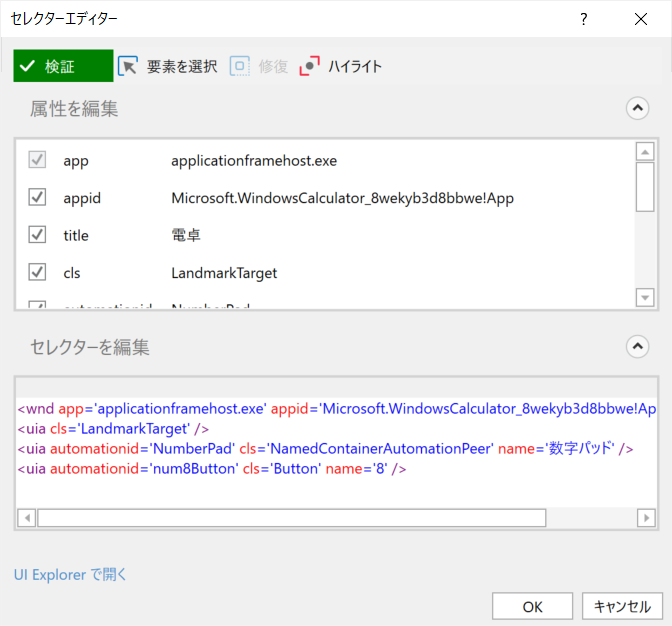 セレクターエディター
?
検証 要素を選択 修復 ハイライト
属性を編集
app applicationframehost.exe
appid Microsoft.WindowsCalculator_8wekyb3d8bbwe!App
title 電卓
cls LandmarkTarget
automationid NumberPad
セレクターを編集
<wnd app='applicationframehost.exe' appid='Microsoft.WindowsCalculator_8wekyb3d8bbwe!Ap
<uia cls='LandmarkTarget' />
<uia automationid='NumberPad' cls='NamedContainerAutomationPeer' name='数字パッド' />
<uia automationid='num8Button' cls='Button' name='8' />
UI Explorer で開く
OK キャンセル